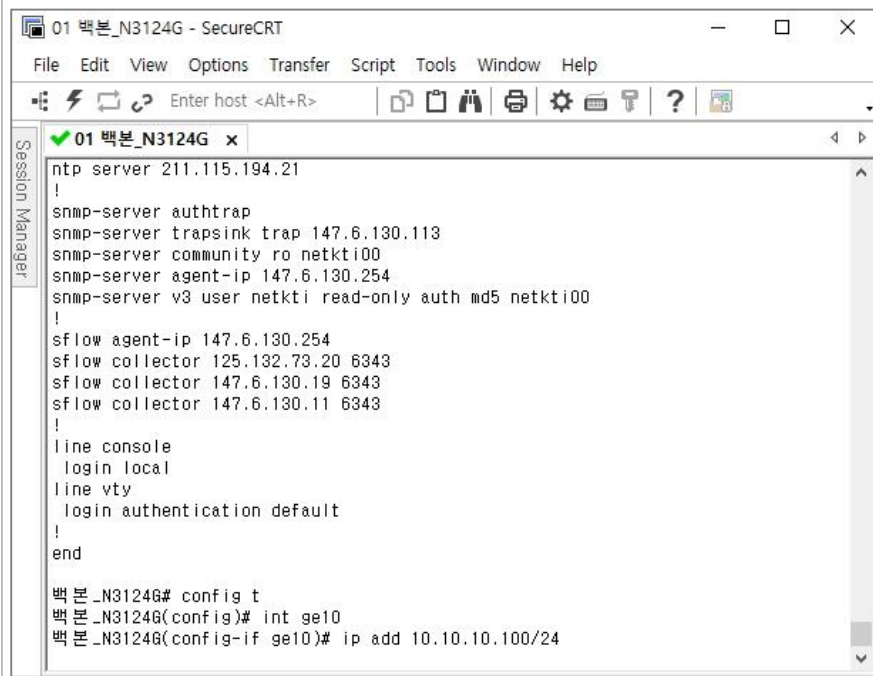 01 백본_N3124G - SecureCRT
File Edit View Options Transfer Script Tools Window Help
Enter host <Alt+R>
01 백본_N3124G x
Session Manager
ntp server 211.115.194.21
!
snmp-server authtrap
snmp-server trapsink trap 147.6.130.113
snmp-server community ro netkti00
snmp-server agent-ip 147.6.130.254
snmp-server v3 user netkti read-only auth md5 netkti00
!
sflow agent-ip 147.6.130.254
sflow collector 125.132.73.20 6343
sflow collector 147.6.130.19 6343
sflow collector 147.6.130.11 6343
!
line console
 login local
line vty
 login authentication default
!
end
백본_N3124G# config t
백본_N3124G(config)# int ge10
백본_N3124G(config-if ge10)# ip add 10.10.10.100/24